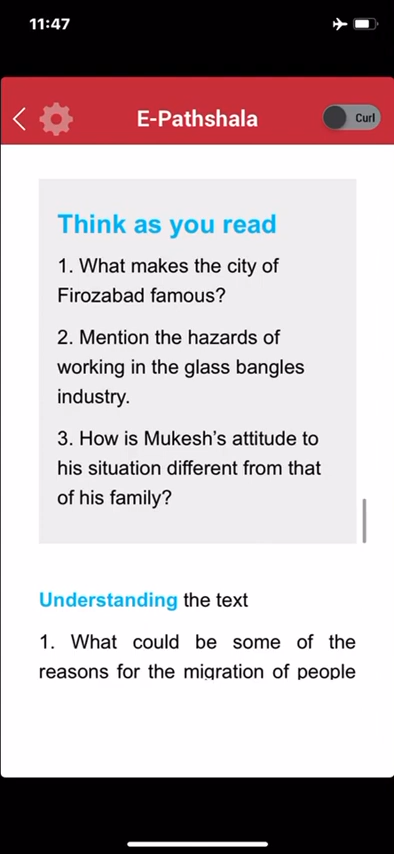 11:47
E-Pathshala
Curl
Think as you read
1. What makes the city of
Firozabad famous?
2. Mention the hazards of
working in the glass bangles
industry.
3. How is Mukesh's attitude to
his situation different from that
of his family?
Understanding the text
1. What could be some of the
reasons for the migration of people